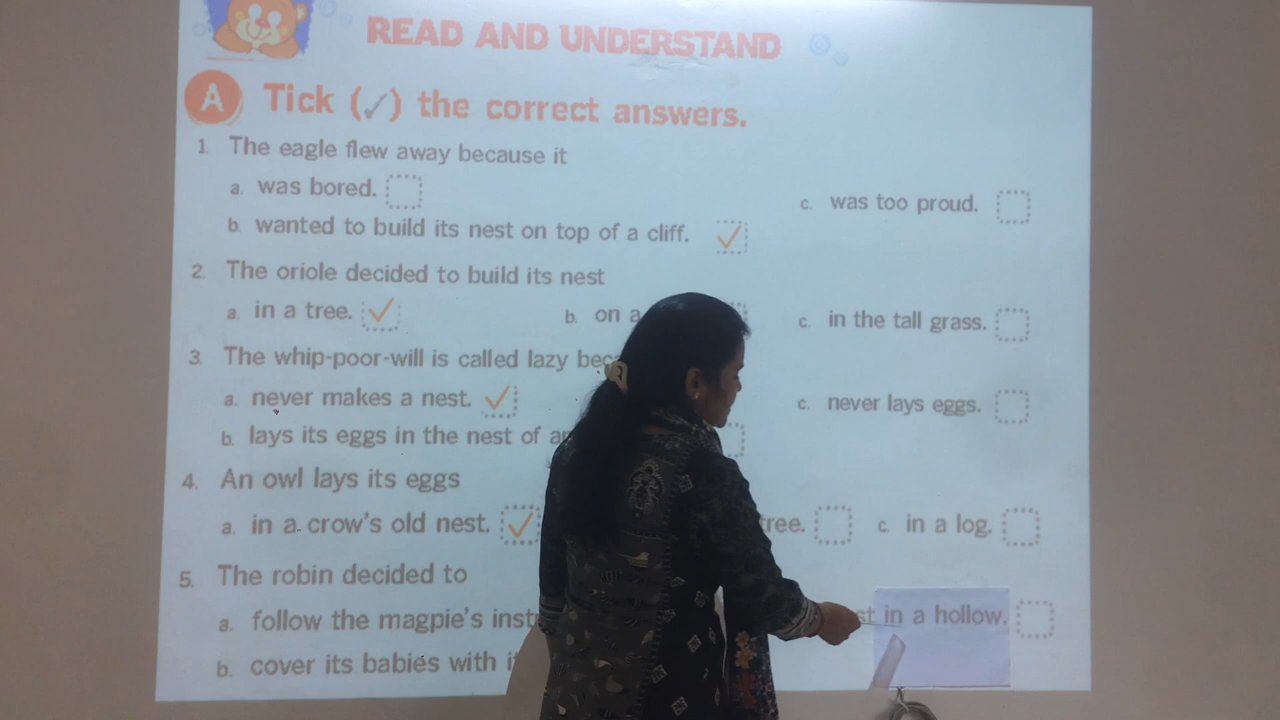 READ AND UNDERSTAND
A Tick (✓) the correct answers.
1. The eagle flew away because it
a. was bored. c. was too proud.
b. wanted to build its nest on top of a cliff. ✓
2. The oriole decided to build its nest
a. in a tree. ✓ b. on a c. in the tall grass.
3. The whip-poor-will is called lazy
a. never makes a nest. ✓ c. never lays eggs.
b. lays its eggs in the nest of
4. An owl lays its eggs
a. in a crow's old nest. ✓ tree. c. in a log.
5. The robin decided to
a. follow the magpie's in a hollow.
b. cover its babies with